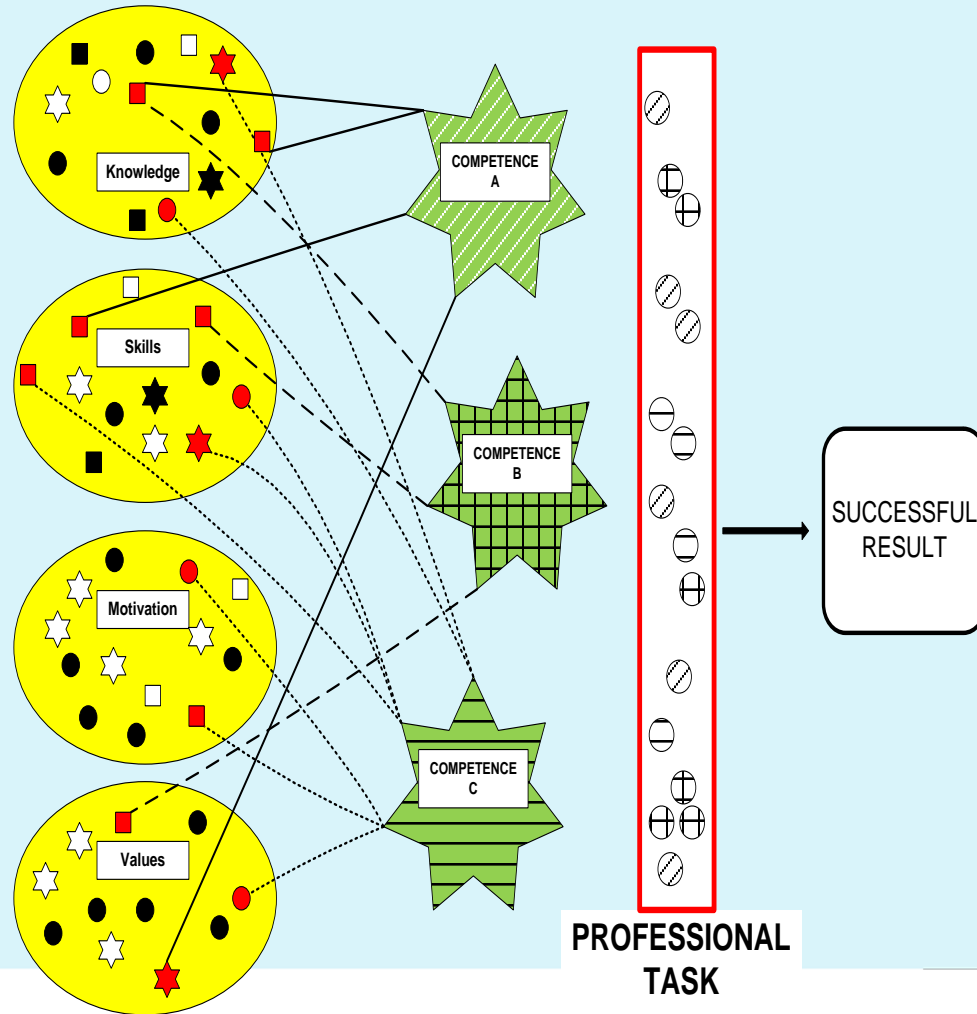 Knowledge
COMPETENCE
A
Skills
COMPETENCE
B
SUCCESSFUL
RESULT
Motivation
COMPETENCE
C
Values
PROFESSIONAL
TASK